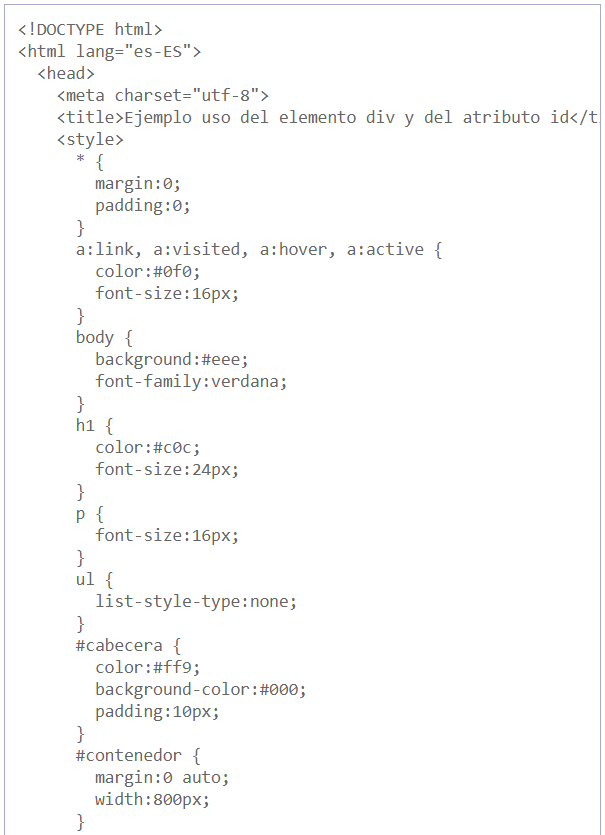 <!DOCTYPE html>
<html lang="es-ES">
  <head>
    <meta charset="utf-8">
    <title>Ejemplo uso del elemento div y del atributo id</t
    <style>
      * {
        margin:0;
        padding:0;
      }
      a:link, a:visited, a:hover, a:active {
        color:#0f0;
        font-size:16px;
      }
      body {
        background:#eee;
        font-family:verdana;
      }
      h1 {
        color:#c0c;
        font-size:24px;
      }
      p {
        font-size:16px;
      }
      ul {
        list-style-type:none;
      }
      #cabecera {
        color:#ff9;
        background-color:#000;
        padding:10px;
      }
      #contenedor {
        margin:0 auto;
        width:800px;
      }